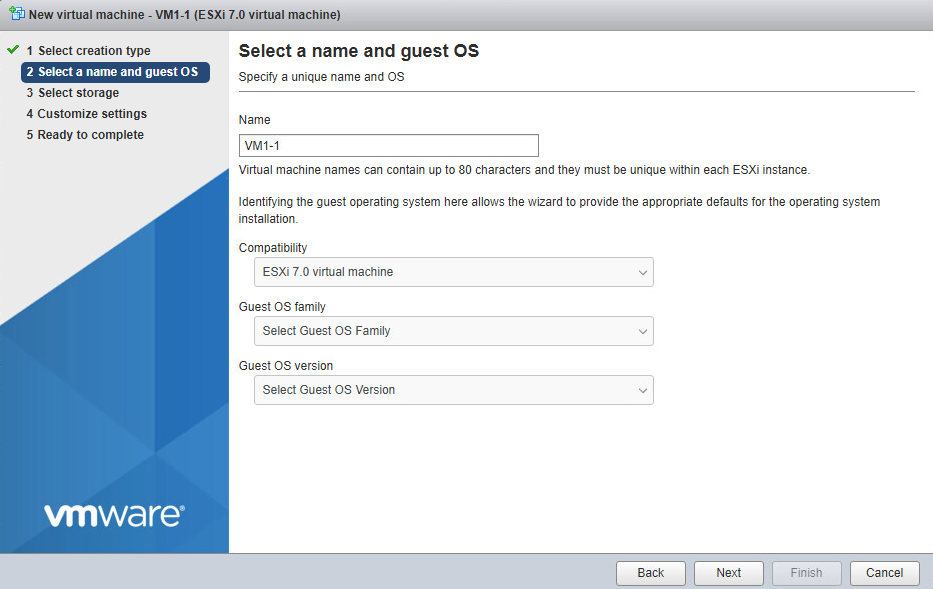 New virtual machine - VM1-1 (ESXi 7.0 virtual machine)
1 Select creation type
2 Select a name and guest OS
3 Select storage
4 Customize settings
5 Ready to complete
Select a name and guest OS
Specify a unique name and OS
Name
VM1-1
Virtual machine names can contain up to 80 characters and they must be unique within each ESXi instance.
Identifying the guest operating system here allows the wizard to provide the appropriate defaults for the operating system
installation.
Compatibility
ESXi 7.0 virtual machine
Guest OS family
Select Guest OS Family
Guest OS version
Select Guest OS Version
vmware®
Back
Next
Finish
Cancel